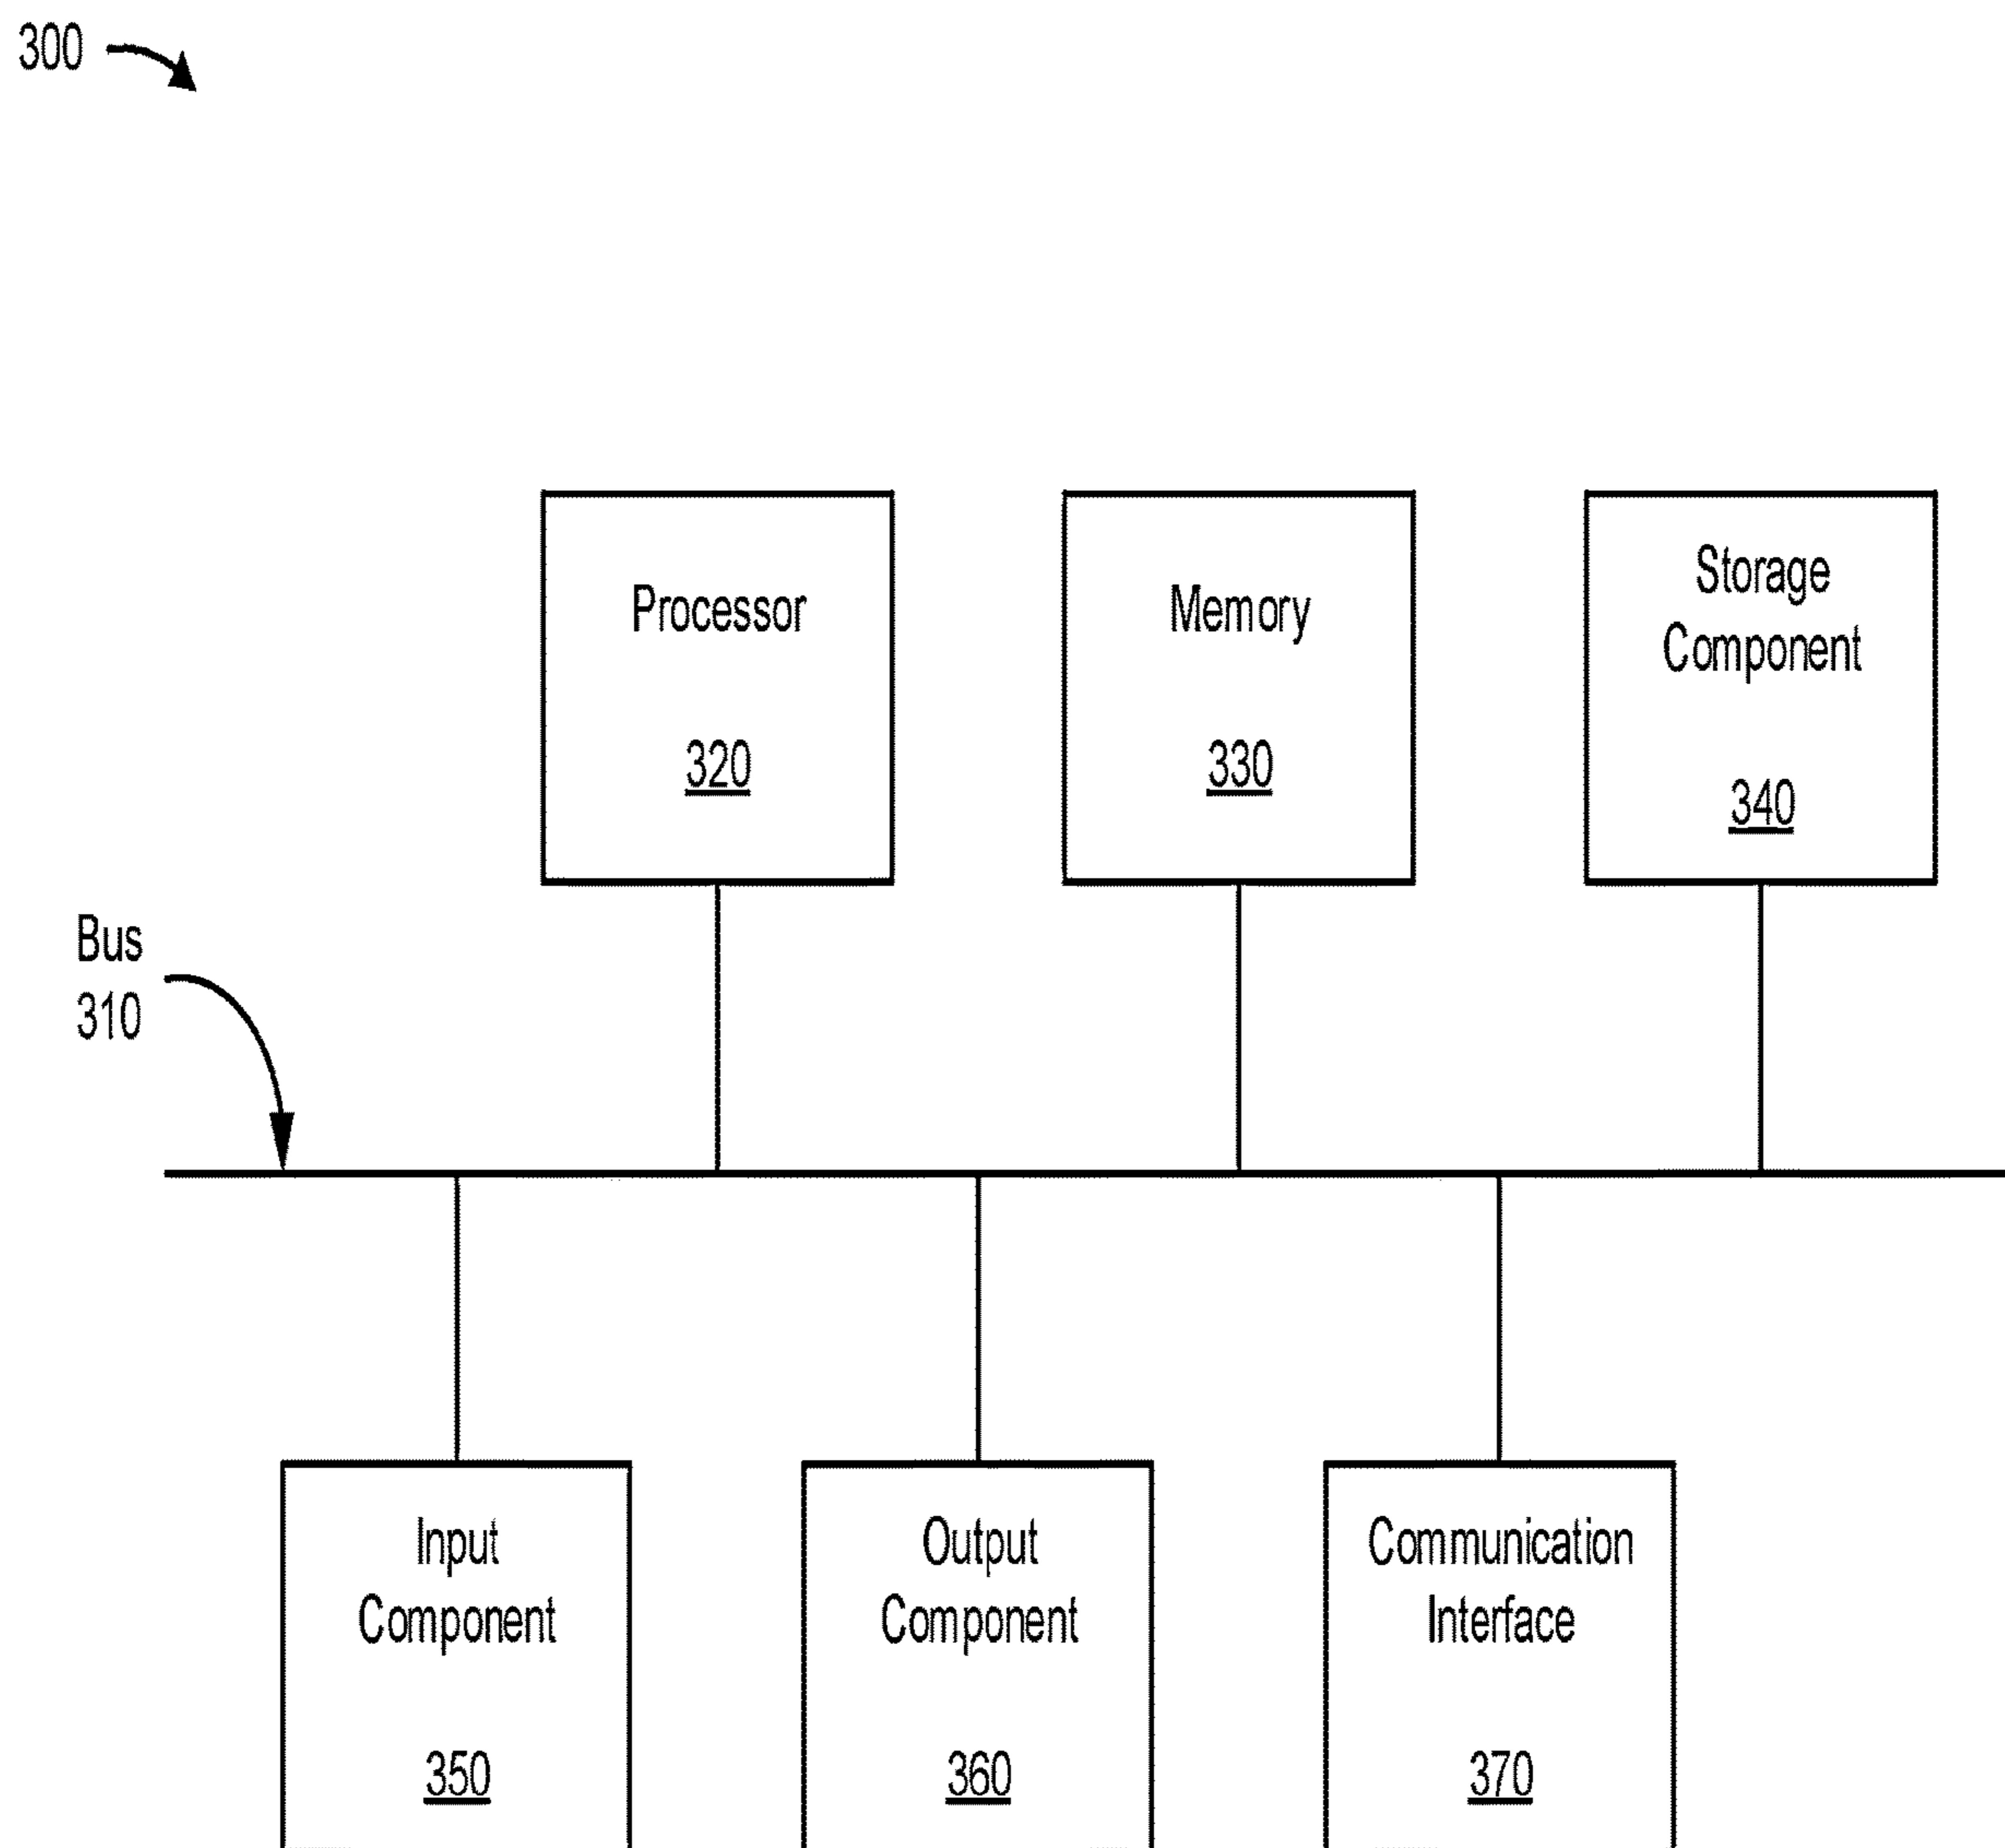 300
Processor
320
Memory
330
Storage
Component
340
Bus
310
Input
Component
350
Output
Component
360
Communication
Interface
370